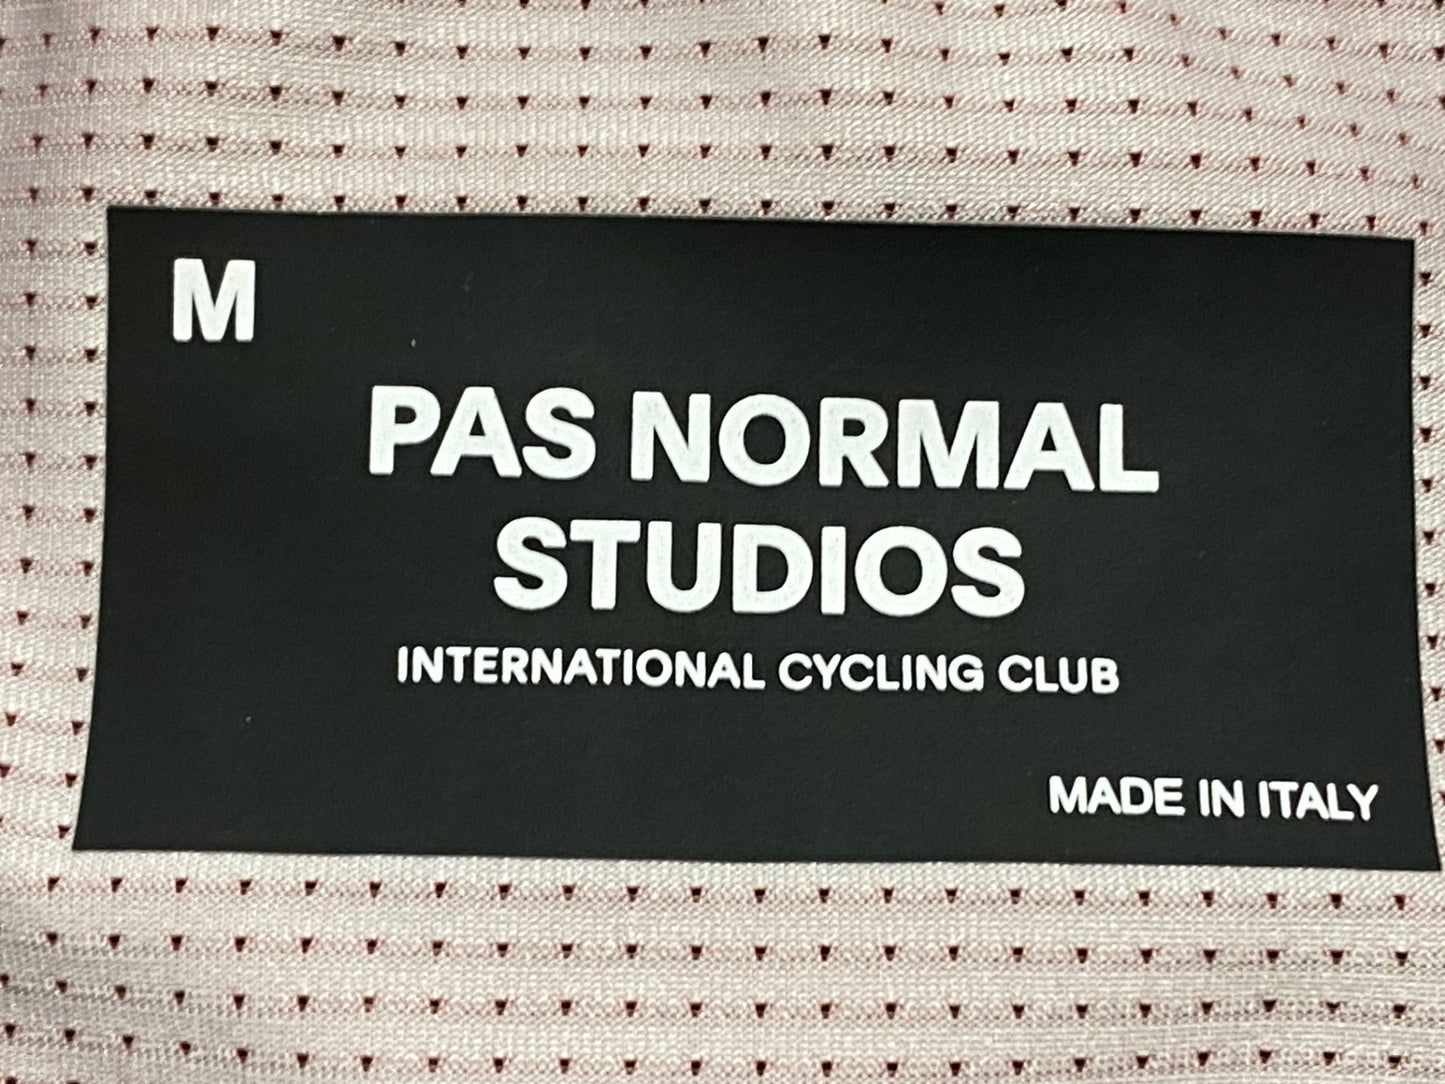 M
PAS NORMAL
STUDIOS
INTERNATIONAL CYCLING CLUB
MADE IN ITALY